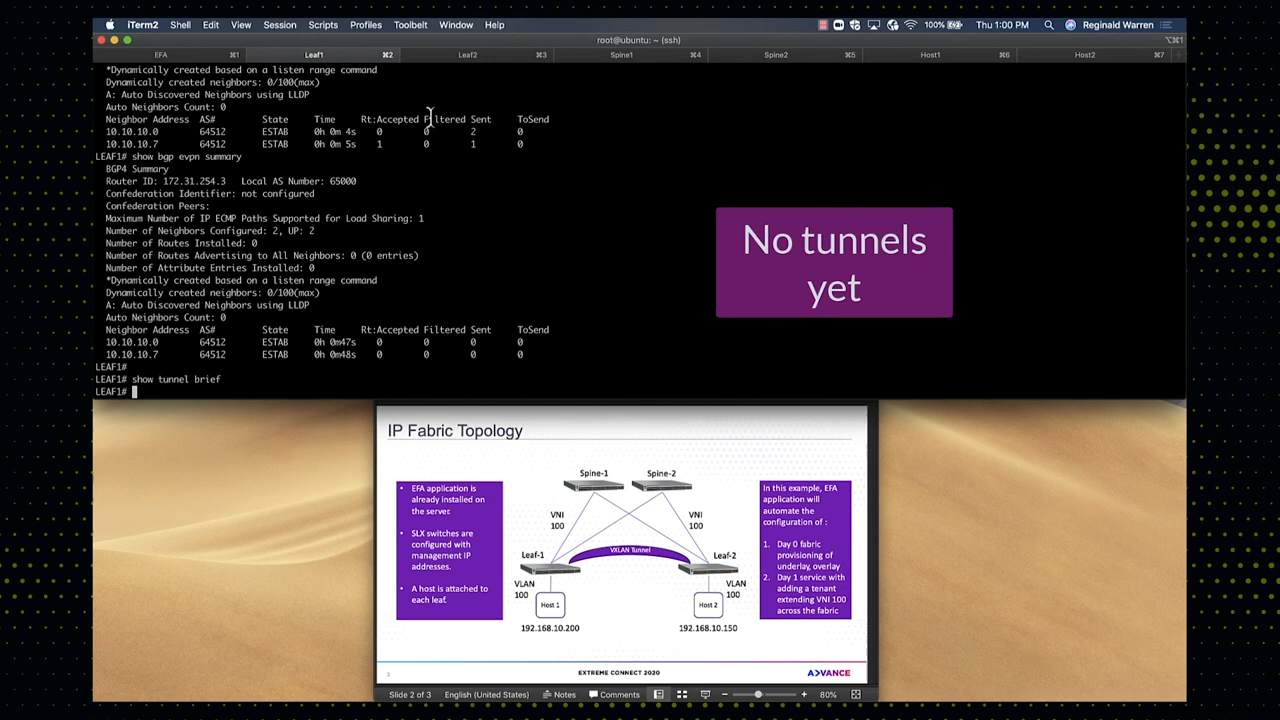 iTerm2 Shell Edit View Session Scripts Profiles Toolbelt Window Help 100% Thu 1:00 PM Reginald Warren
root@ubuntu: ~ (ssh) ⌥⌘1
EFA ⌘1 Leaf1 ⌘2 Leaf2 ⌘3 Spine1 ⌘4 Spine2 ⌘5 Host1 ⌘6 Host2 ⌘7
*Dynamically created based on a listen range command
Dynamically created neighbors: 0/100(max)
A: Auto Discovered Neighbors using LLDP
Auto Neighbors Count: 0
Neighbor Address AS# State Time Rt:Accepted Filtered Sent ToSend
10.10.10.0 64512 ESTAB 0h 0m 4s 0 0 2 0
10.10.10.7 64512 ESTAB 0h 0m 5s 1 0 1 0
LEAF1# show bgp evpn summary
BGP4 Summary
Router ID: 172.31.254.3 Local AS Number: 65000
Confederation Identifier: not configured
Confederation Peers:
Maximum Number of IP ECMP Paths Supported for Load Sharing: 1
Number of Neighbors Configured: 2, UP: 2
Number of Routes Installed: 0
Number of Routes Advertising to All Neighbors: 0 (0 entries)
Number of Attribute Entries Installed: 0
*Dynamically created based on a listen range command
Dynamically created neighbors: 0/100(max)
A: Auto Discovered Neighbors using LLDP
Auto Neighbors Count: 0
Neighbor Address AS# State Time Rt:Accepted Filtered Sent ToSend
10.10.10.0 64512 ESTAB 0h 0m47s 0 0 0 0
10.10.10.7 64512 ESTAB 0h 0m48s 0 0 0 0
LEAF1#
LEAF1# show tunnel brief
LEAF1#
No tunnels
yet
IP Fabric Topology
• EFA application is
already installed on
the server.
• SLX switches are
configured with
management IP
addresses.
• A host is attached to
each leaf.
Spine-1
Spine-2
VNI
100
VNI
100
Leaf-1
VXLAN Tunnel
Leaf-2
VLAN
100
VLAN
100
Host 1
Host 2
192.168.10.200
192.168.10.150
In this example, EFA
application will
automate the
configuration of :
1. Day 0 fabric
provisioning of
underlay, overlay
2. Day 1 service with
adding a tenant
extending VNI 100
across the fabric
2
EXTREME CONNECT 2020
ADVANCE
Slide 2 of 3 English (United States) Notes Comments 80%